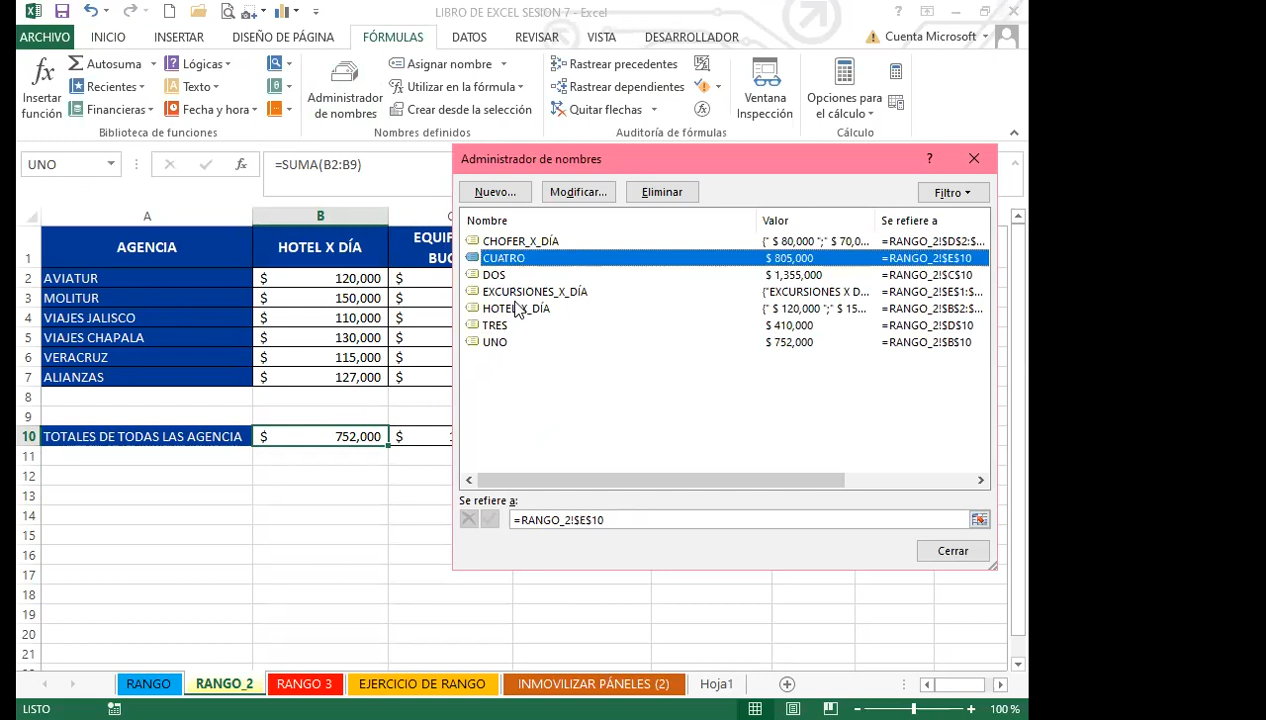 LIBRO DE EXCEL SESION 7 - Excel
?
ARCHIVO INICIO INSERTAR DISEÑO DE PÁGINA FÓRMULAS DATOS REVISAR VISTA DESARROLLADOR Cuenta Microsoft
fx Insertar función
Σ Autosuma
Recientes
Financieras
Lógicas
Texto
Fecha y hora
Biblioteca de funciones
Administrador de nombres
Asignar nombre
Utilizar en la fórmula
Crear desde la selección
Nombres definidos
Rastrear precedentes
Rastrear dependientes
Quitar flechas
Auditoría de fórmulas
Ventana Inspección
Opciones para el cálculo
Cálculo
UNO fx =SUMA(B2:B9)
A B
1 AGENCIA HOTEL X DÍA
2 AVIATUR $ 120,000 $
3 MOLITUR $ 150,000 $
4 VIAJES JALISCO $ 110,000 $
5 VIAJES CHAPALA $ 130,000 $
6 VERACRUZ $ 115,000 $
7 ALIANZAS $ 127,000 $
8
9
10 TOTALES DE TODAS LAS AGENCIA $ 752,000 $
11
12
13
14
15
16
17
18
19
20
21
Administrador de nombres ?
Nuevo... Modificar... Eliminar Filtro
Nombre Valor Se refiere a
CHOFER_X_DÍA {" $ 80,000 ";" $ 70,0... =RANGO_2!$D$2:$...
CUATRO $ 805,000 =RANGO_2!$E$10
DOS $ 1,355,000 =RANGO_2!$C$10
EXCURSIONES_X_DÍA {"EXCURSIONES X D... =RANGO_2!$E$1:$...
HOTEL_X_DÍA {" $ 120,000 ";" $ 15... =RANGO_2!$B$2:$...
TRES $ 410,000 =RANGO_2!$D$10
UNO $ 752,000 =RANGO_2!$B$10
Se refiere a:
=RANGO_2!$E$10
Cerrar
RANGO RANGO_2 RANGO 3 EJERCICIO DE RANGO INMOVILIZAR PÁNELES (2) Hoja1
LISTO 100 %